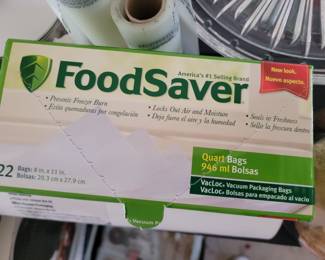 New look.
Nuevo aspecto.
America's #1 Selling Brand
FoodSaver
• Prevents Freezer Burn
• Evita quemaduras por congelación
• Locks Out Air and Moisture
• Deja fuera el aire y la humedad
• Seals in Freshness
• Sella la frescura dentro
22 Bags: 8 in. x 11 in.
Bolsas: 20.3 cm x 27.9 cm
Quart Bags
946 ml Bolsas
VacLoc® Vacuum Packaging Bags
VacLoc® Bolsas para empacado al vacío
Vacuum